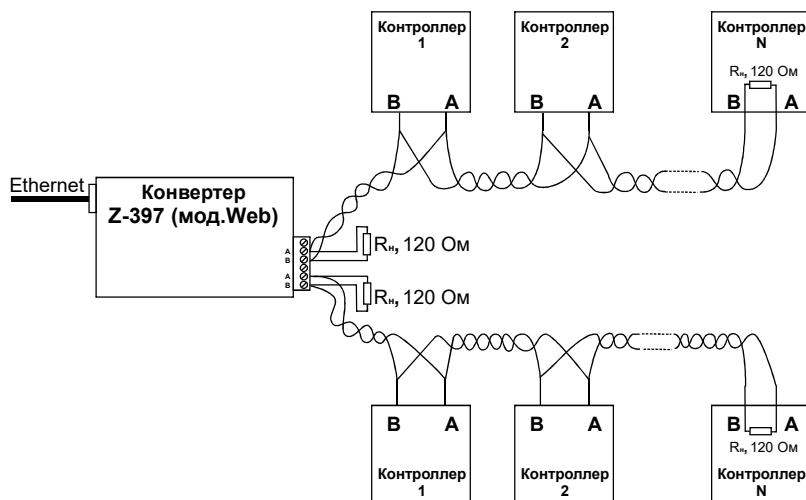 Контроллер
1
Контроллер
2
Контроллер
N
Rн, 120 Ом
B A
B A
B A
Ethernet
Конвертер
Z-397 (мод.Web)
A
B
A
B
Rн, 120 Ом
Rн, 120 Ом
B A
B A
B A
Rн, 120 Ом
Контроллер
1
Контроллер
2
Контроллер
N